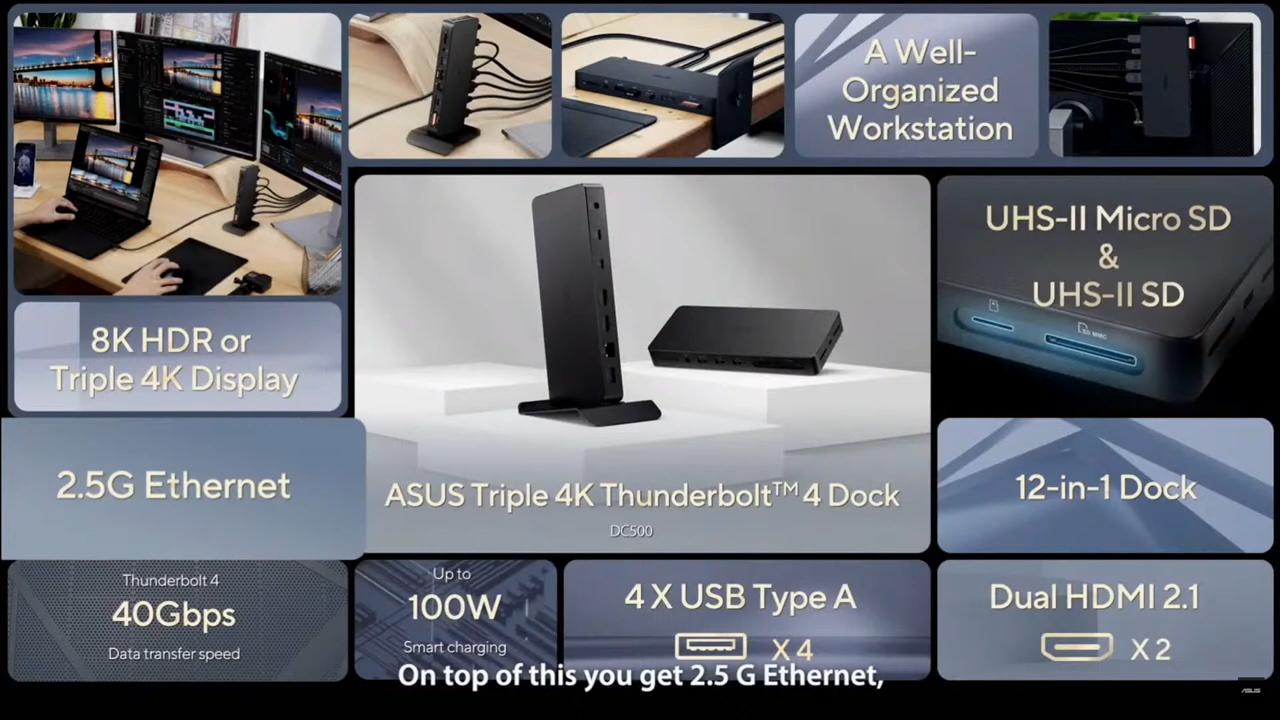 A Well-
Organized
Workstation
8K HDR or
Triple 4K Display
UHS-II Micro SD
&
UHS-II SD
SD MMC
2.5G Ethernet
ASUS Triple 4K Thunderbolt™ 4 Dock
DC500
12-in-1 Dock
Thunderbolt 4
40Gbps
Data transfer speed
Up to
100W
Smart charging
4 X USB Type A
X 4
Dual HDMI 2.1
X 2
On top of this you get 2.5 G Ethernet,
ASUS